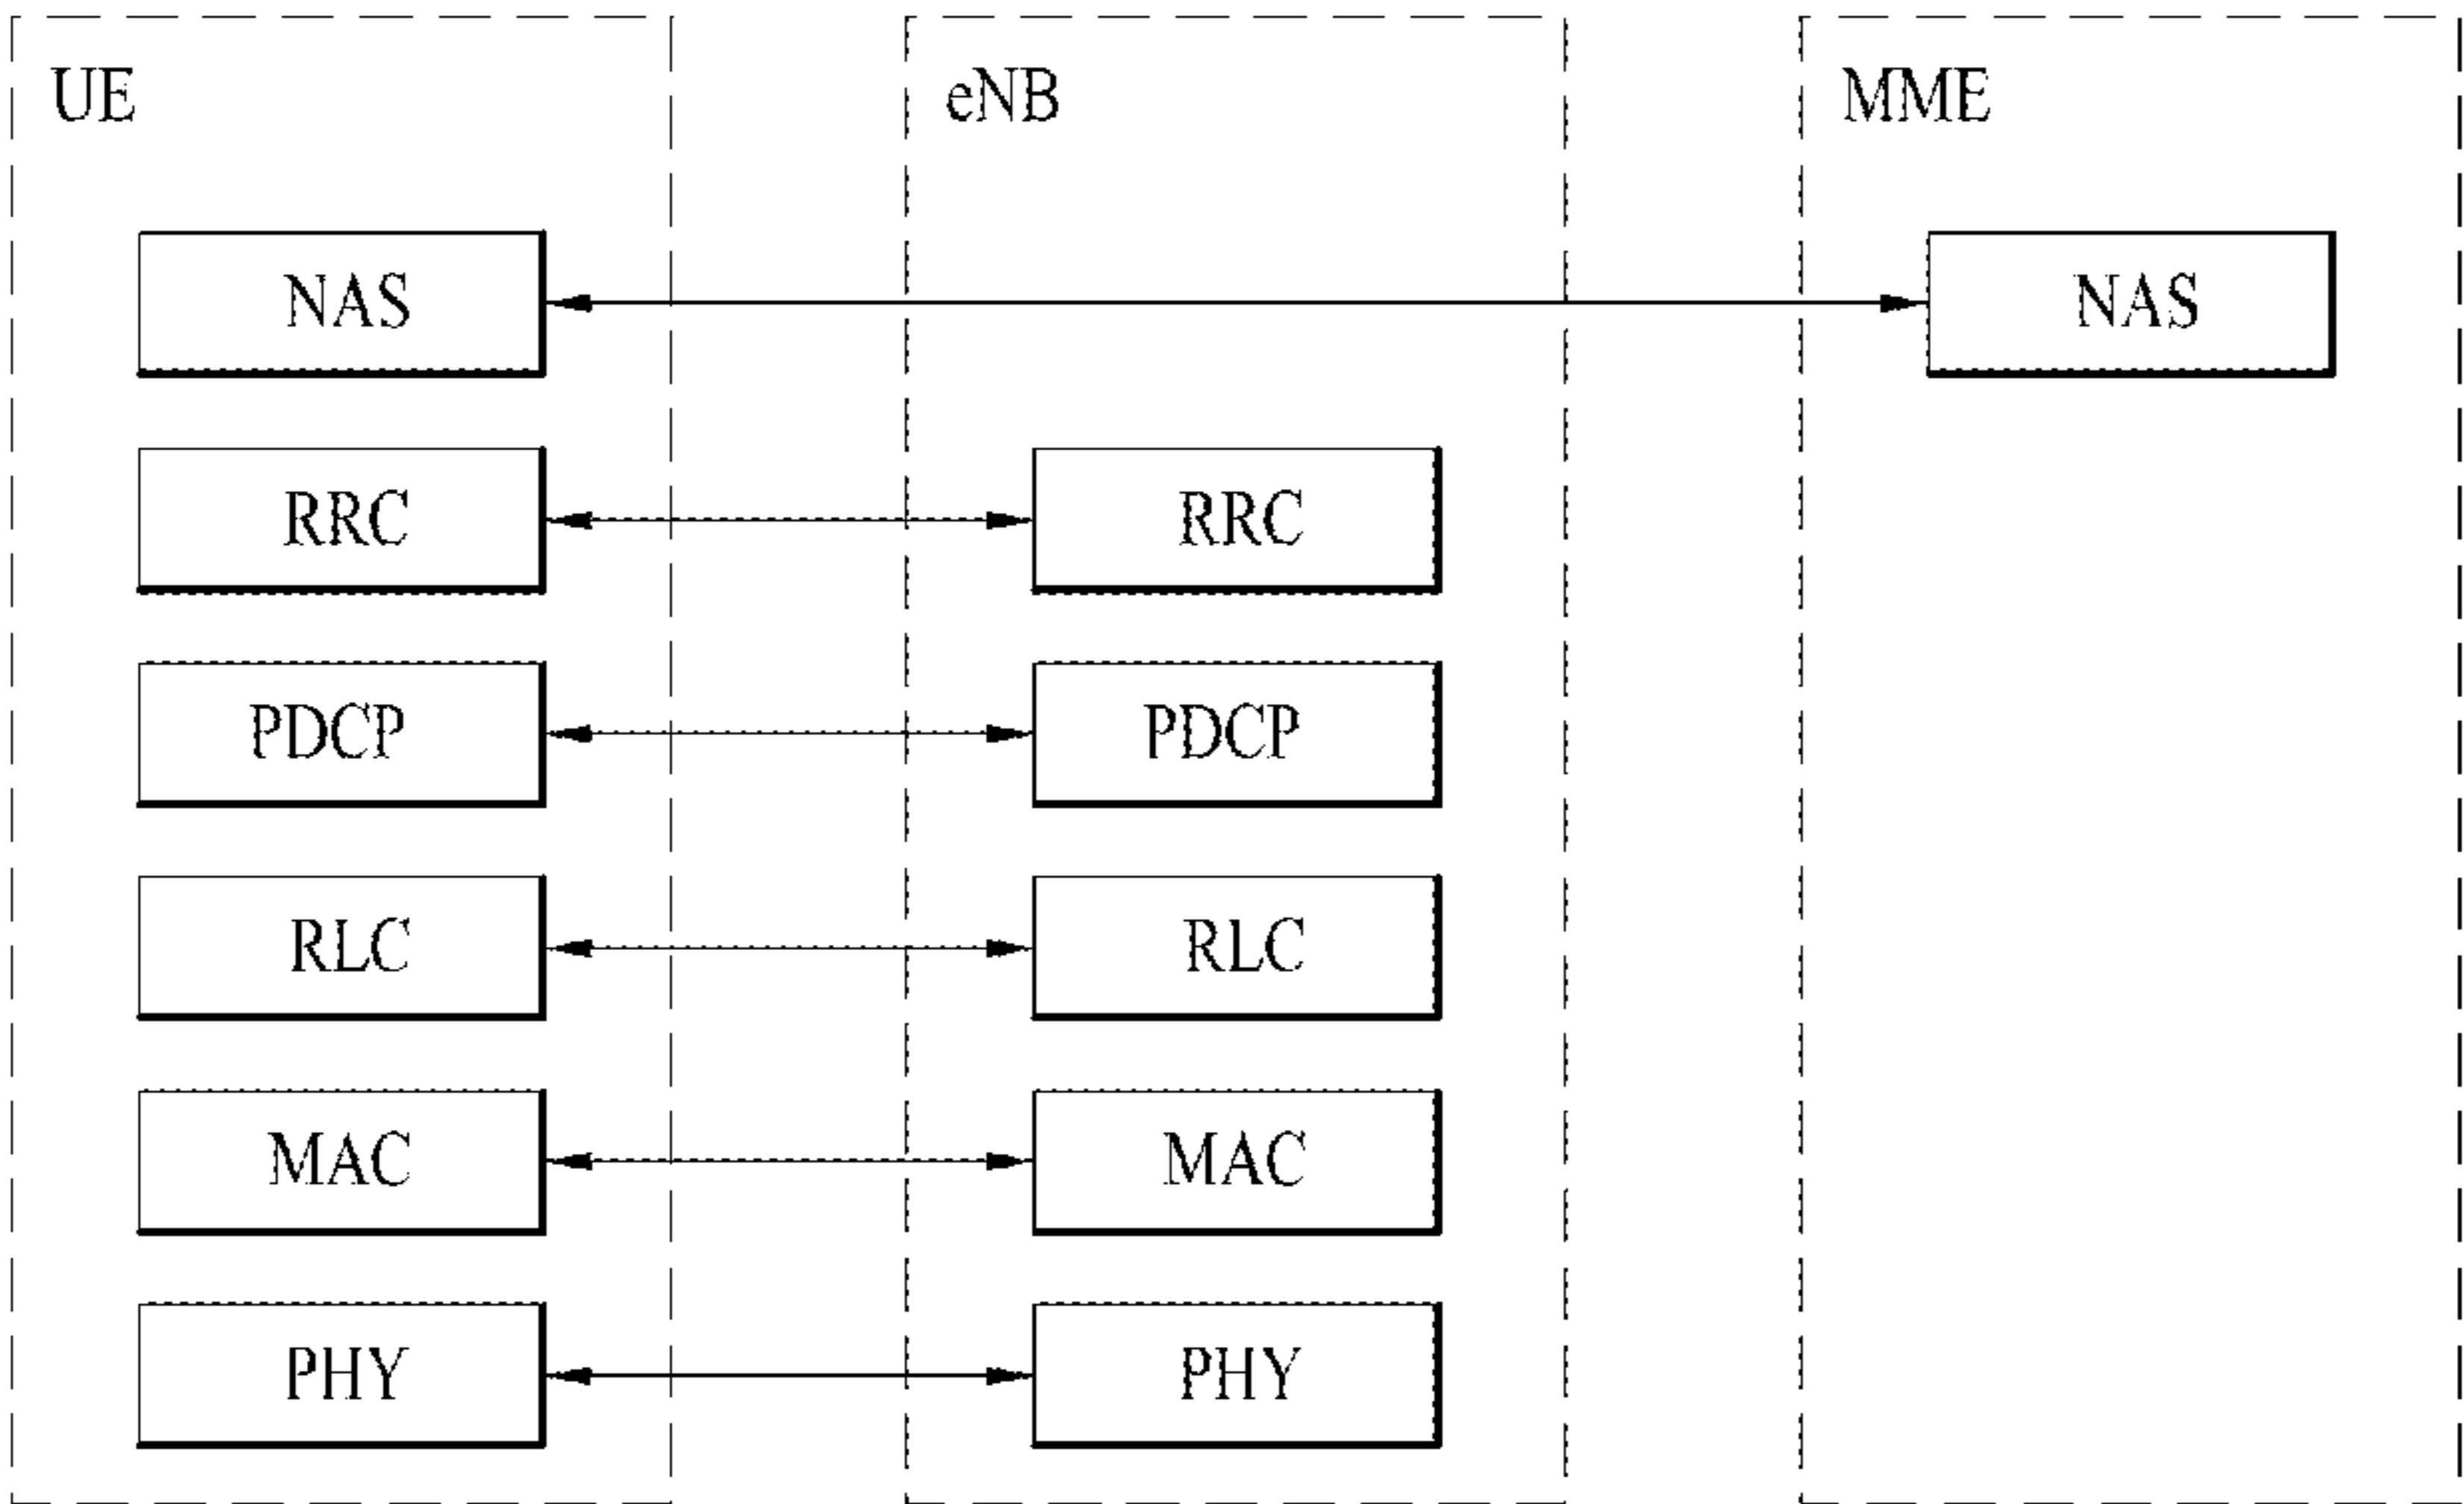 UE eNB MME
NAS NAS
RRC RRC
PDCP PDCP
RLC RLC
MAC MAC
PHY PHY